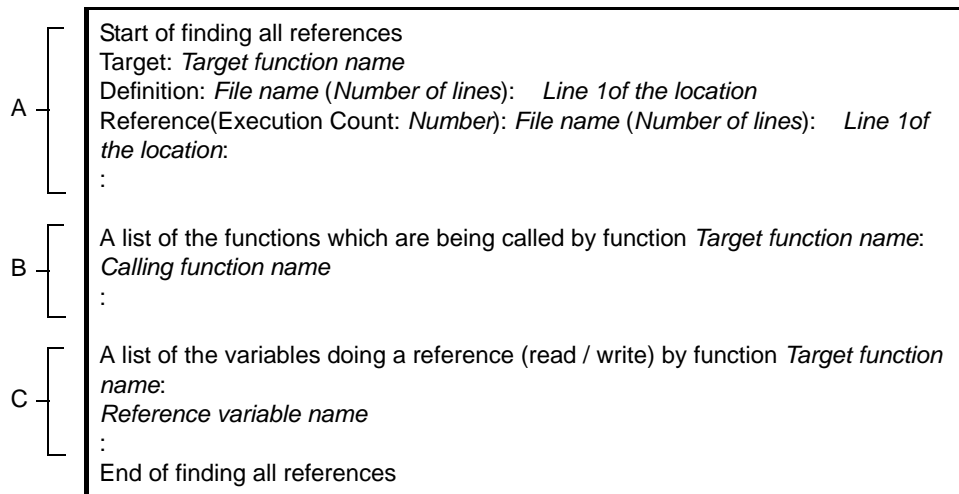 Start of finding all references
Target: Target function name
Definition: File name (Number of lines): Line 1of the location
A
Reference(Execution Count: Number): File name (Number of lines): Line 1of
the location:
:
A list of the functions which are being called by function Target function name:
B
Calling function name
:
A list of the variables doing a reference (read / write) by function Target function
name:
C
Reference variable name
:
End of finding all references